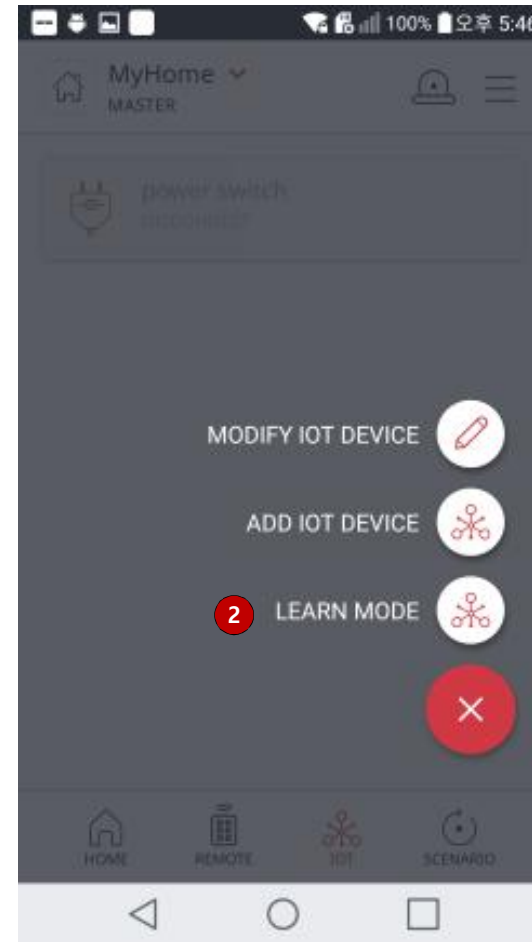 100% 오후 5:46
MyHome
MASTER
power switch
MODIFY IOT DEVICE
ADD IOT DEVICE
2 LEARN MODE
HOME REMOTE IOT SCENARIO